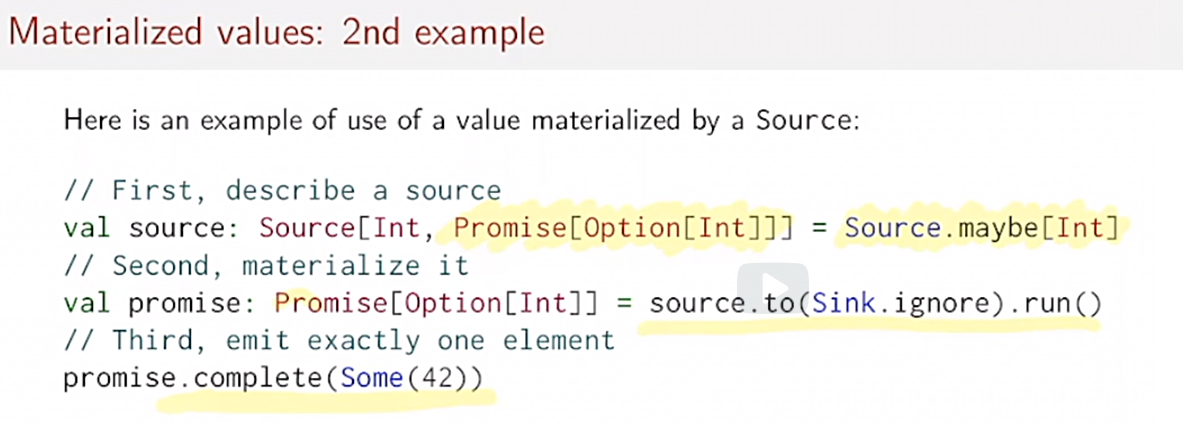 Materialized values: 2nd example
Here is an example of use of a value materialized by a Source:
// First, describe a source
val source: Source[Int, Promise[Option[Int]]] = Source.maybe[Int]
// Second, materialize it
val promise: Promise[Option[Int]] = source.to(Sink.ignore).run()
// Third, emit exactly one element
promise.complete(Some(42))